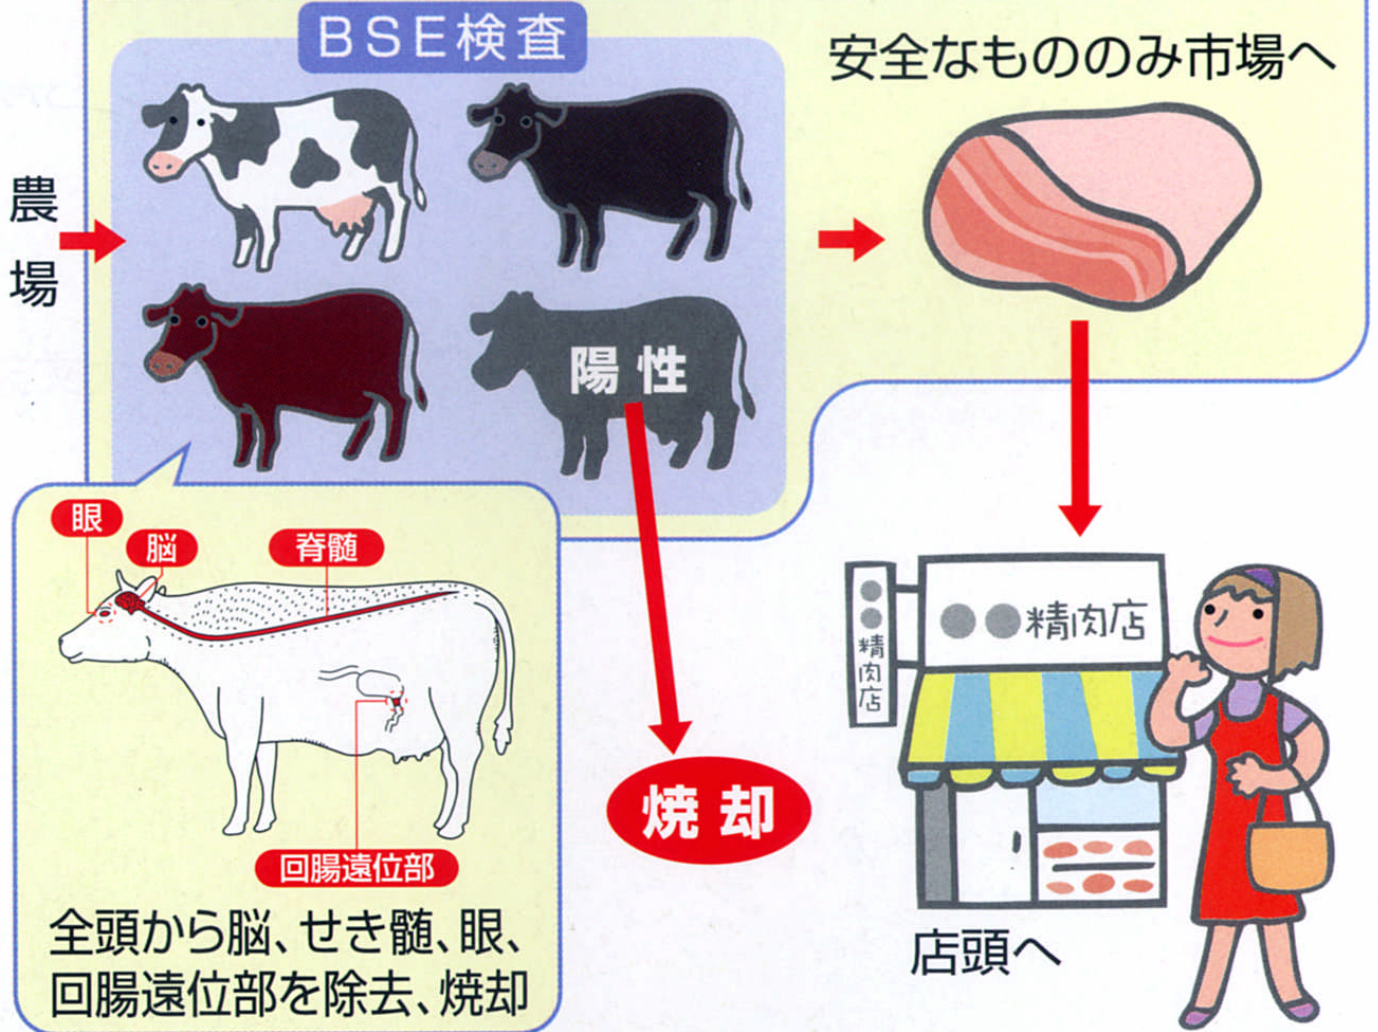 BSE検査
安全なもののみ市場へ
農場
陽性
眼
脳
脊髄
回腸遠位部
全頭から脳、せき髄、眼、
回腸遠位部を除去、焼却
焼却
●●精肉店
●●精肉店
店頭へ